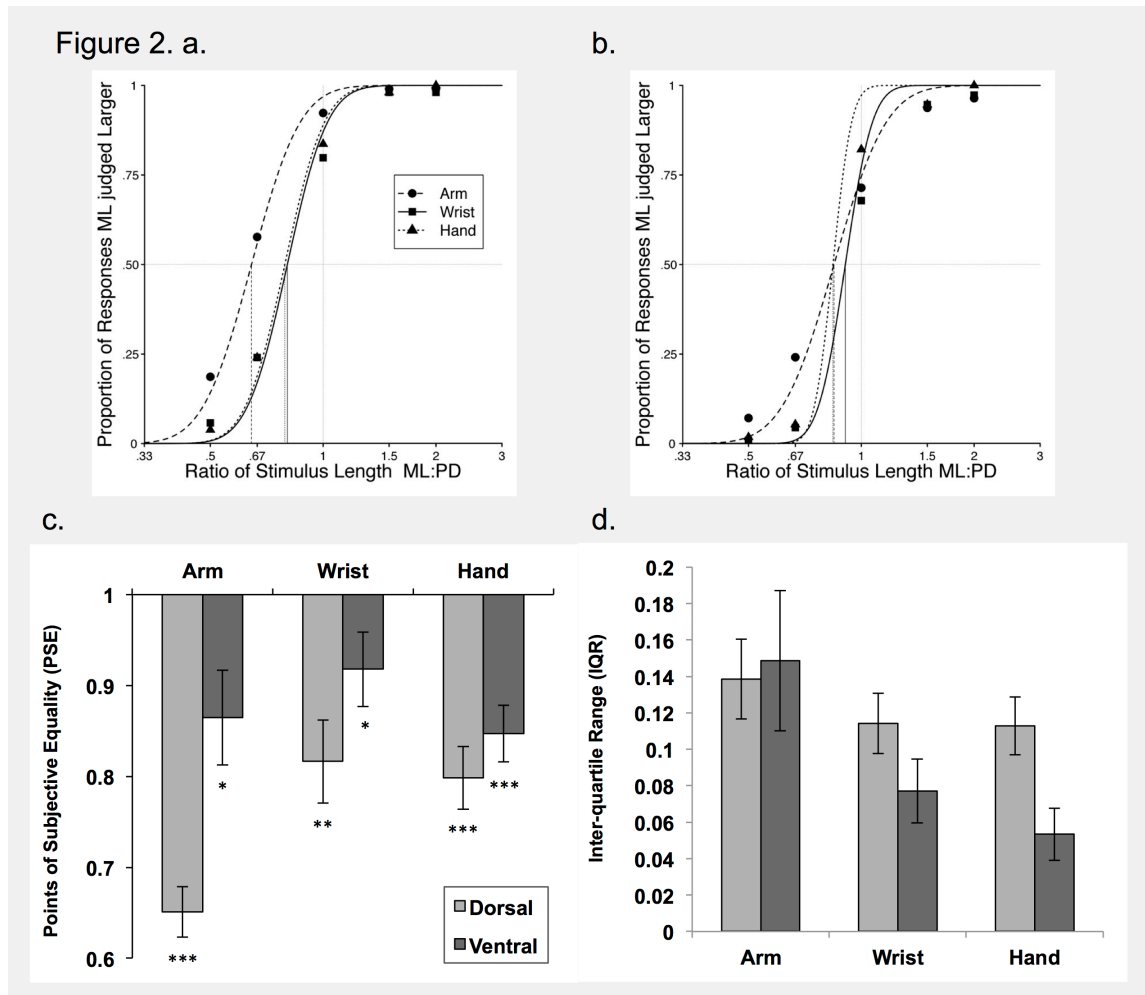 Figure 2. a.
Proportion of Responses ML judged Larger
1
.75
.50
.25
0
.33
.5
.67
1
1.5
2
3
Ratio of Stimulus Length ML:PD
Arm
Wrist
Hand
b.
Proportion of Responses ML judged Larger
1
.75
.50
.25
0
.33
.5
.67
1
1.5
2
3
Ratio of Stimulus Length ML:PD
c.
Arm Wrist Hand
Points of Subjective Equality (PSE)
1
0.9
0.8
0.7
0.6
***
*
**
*
***
***
Dorsal
Ventral
d.
Inter-quartile Range (IQR)
0.2
0.18
0.16
0.14
0.12
0.1
0.08
0.06
0.04
0.02
0
Arm Wrist Hand